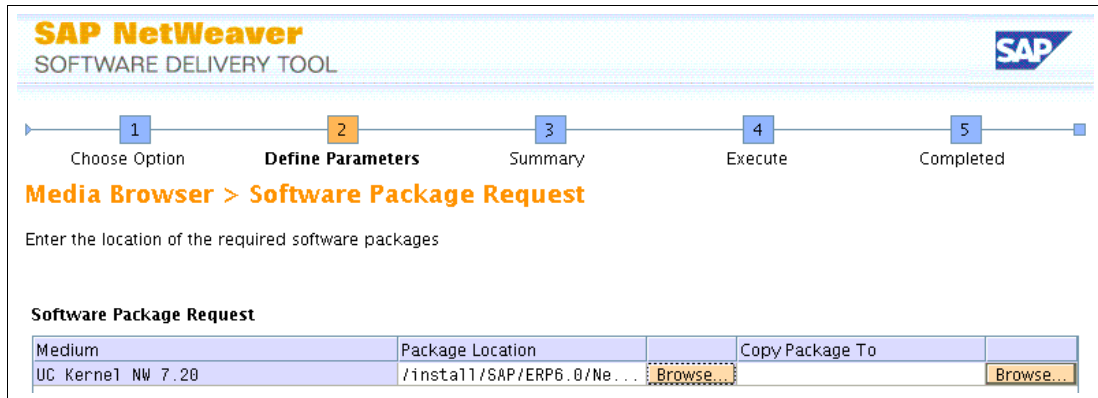 SAP NetWeaver
SOFTWARE DELIVERY TOOL
SAP
1 2 3 4 5
Choose Option Define Parameters Summary Execute Completed
Media Browser > Software Package Request
Enter the location of the required software packages
Software Package Request
Medium Package Location Copy Package To
UC Kernel NW 7.20 /install/SAP/ERP6.0/Ne... Browse... Browse...